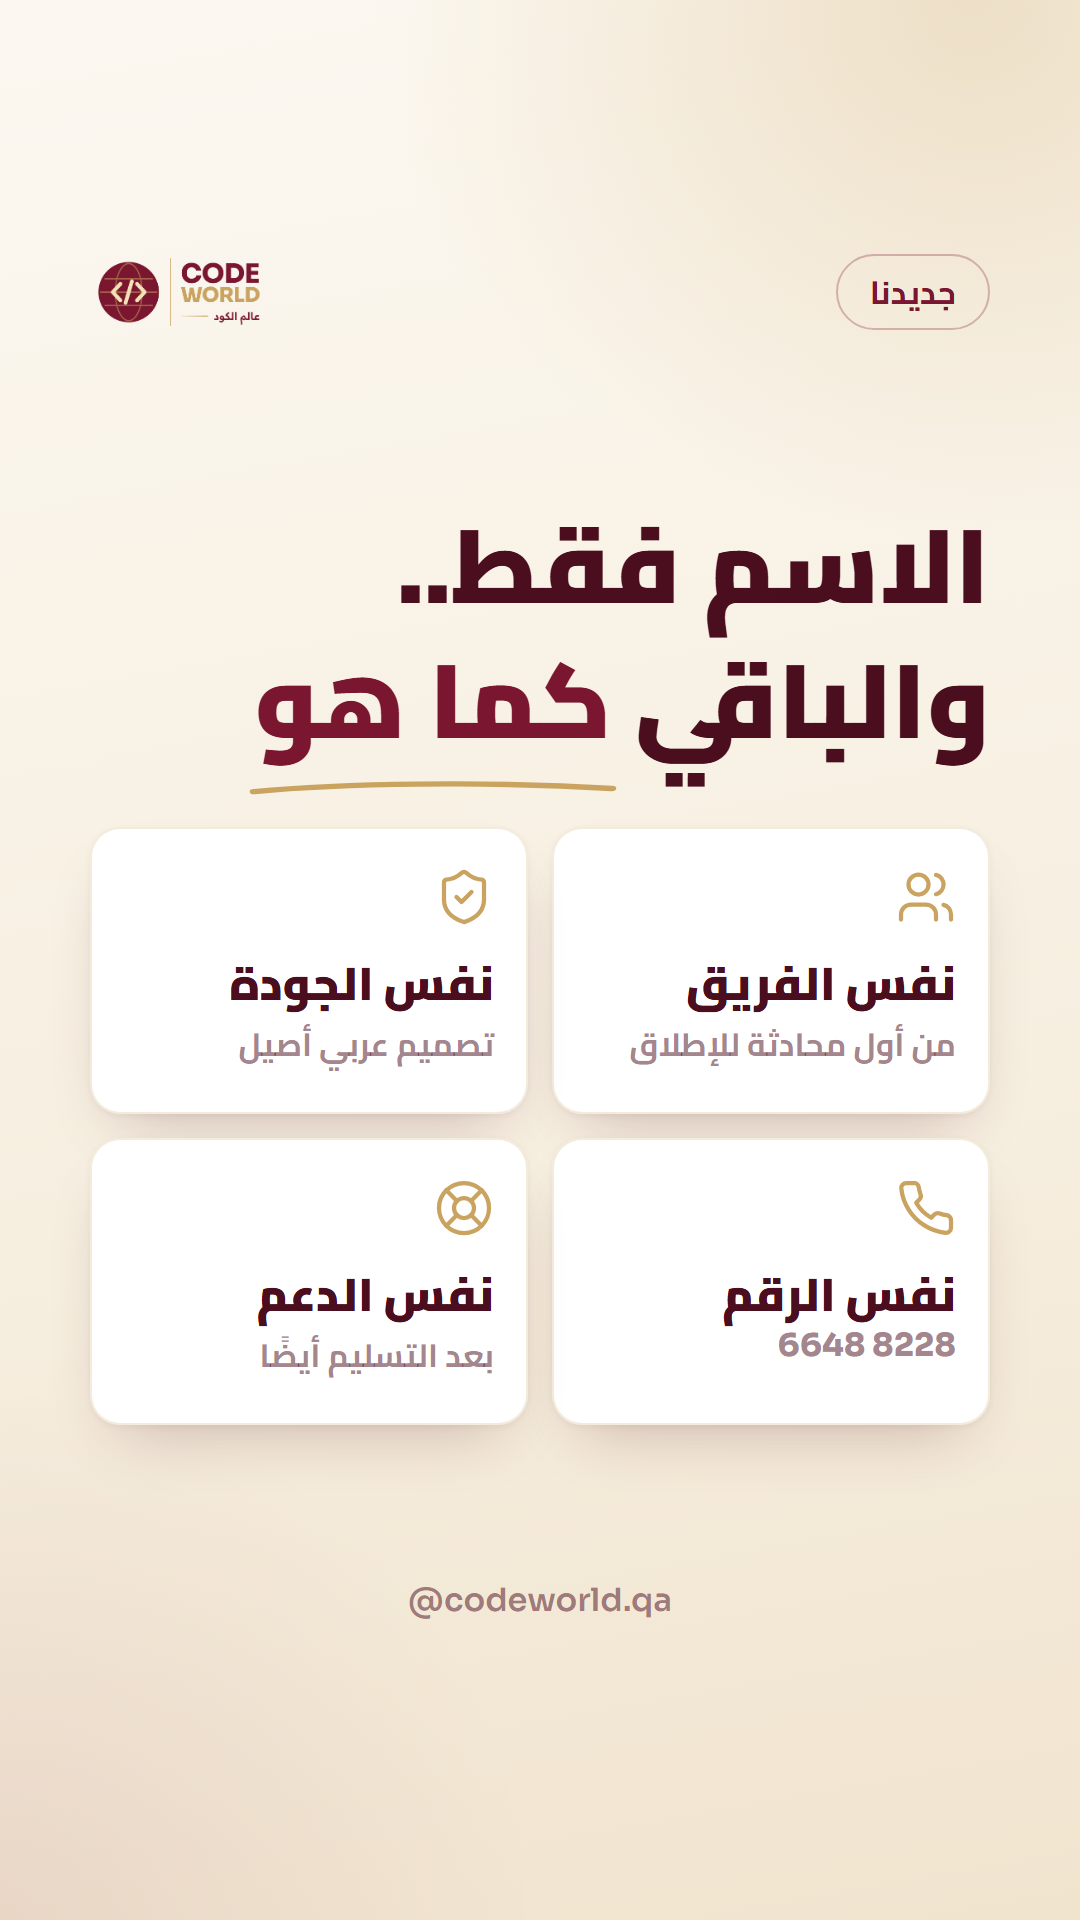 جديدنا
CODE
WORLD
عالم الكود
الاسم فقط..
والباقي كما هو
نفس الفريق
من أول محادثة للإطلاق
نفس الجودة
تصميم عربي أصيل
نفس الرقم
6648 8228
نفس الدعم
بعد التسليم أيضًا
@codeworld.qa